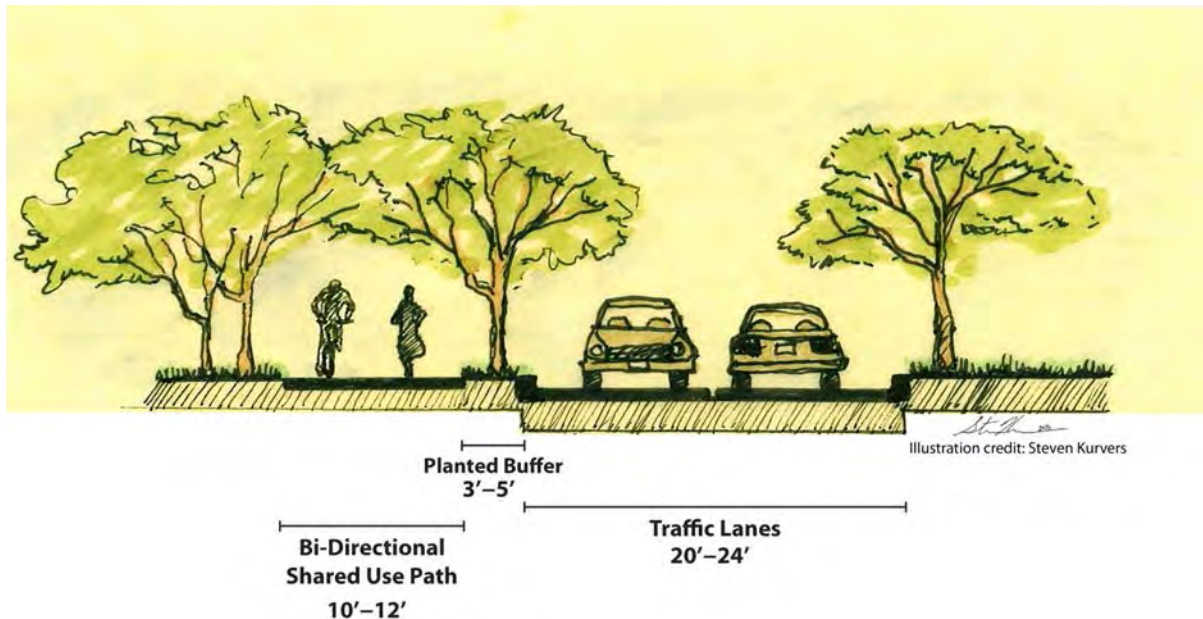 Illustration credit: Steven Kurvers
Planted Buffer
3’–5’
Traffic Lanes
20’–24’
Bi-Directional
Shared Use Path
10’–12’